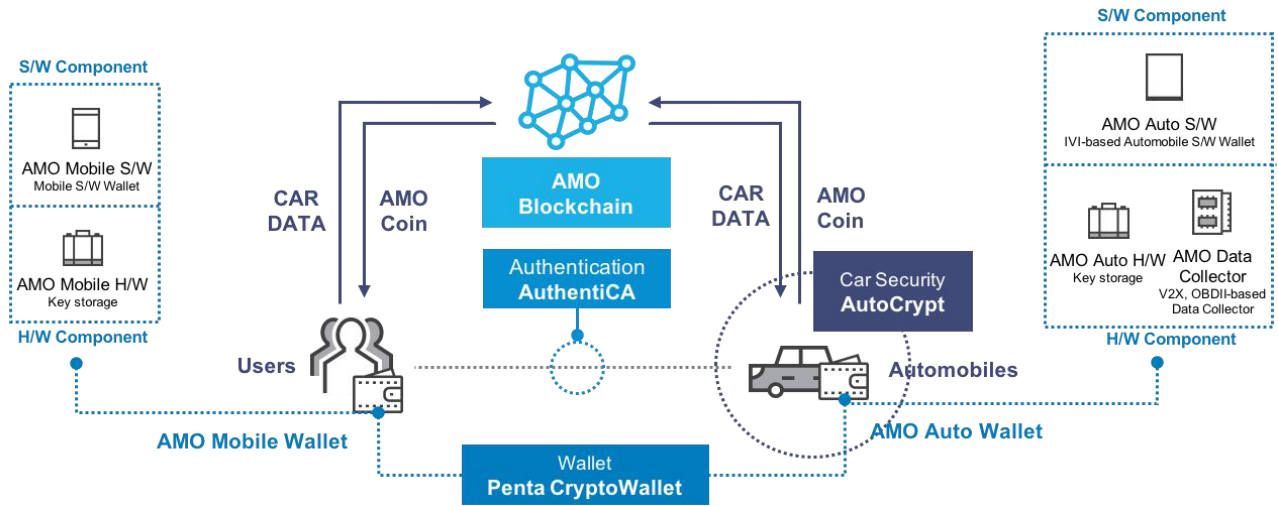 S/W Component
AMO Mobile S/W
Mobile S/W Wallet
AMO Mobile H/W
Key storage
H/W Component
CAR
DATA
AMO
Coin
AMO
Blockchain
Authentication
AuthentiCA
CAR
DATA
AMO
Coin
Car Security
AutoCrypt
Users
Automobiles
AMO Mobile Wallet
AMO Auto Wallet
Wallet
Penta CryptoWallet
S/W Component
AMO Auto S/W
IVI-based Automobile S/W Wallet
AMO Auto H/W
Key storage
AMO Data
Collector
V2X, OBDII-based
Data Collector
H/W Component